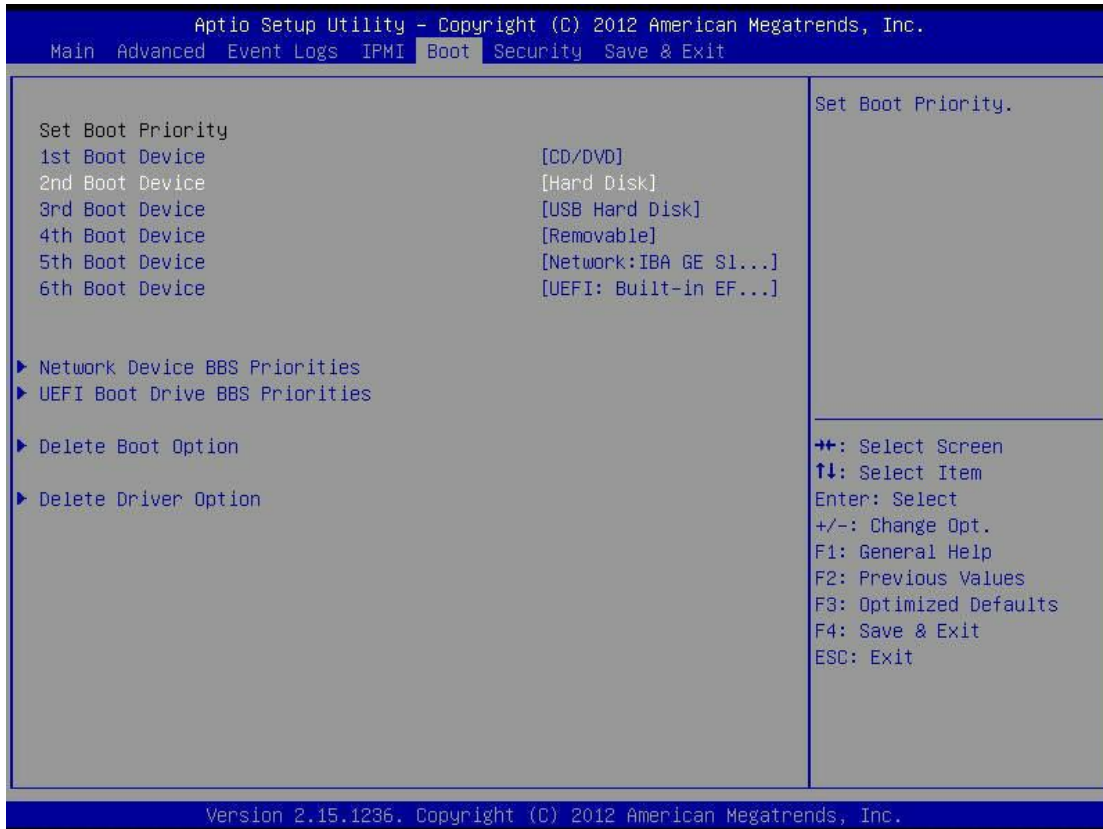 Aptio Setup Utility – Copyright (C) 2012 American Megatrends, Inc.
Main Advanced Event Logs IPMI Boot Security Save & Exit
Set Boot Priority
1st Boot Device [CD/DVD]
2nd Boot Device [Hard Disk]
3rd Boot Device [USB Hard Disk]
4th Boot Device [Removable]
5th Boot Device [Network:IBA GE Sl...]
6th Boot Device [UEFI: Built-in EF...]
▶ Network Device BBS Priorities
▶ UEFI Boot Drive BBS Priorities
▶ Delete Boot Option
▶ Delete Driver Option
Set Boot Priority.
→←: Select Screen
↑↓: Select Item
Enter: Select
+/-: Change Opt.
F1: General Help
F2: Previous Values
F3: Optimized Defaults
F4: Save & Exit
ESC: Exit
Version 2.15.1236. Copyright (C) 2012 American Megatrends, Inc.